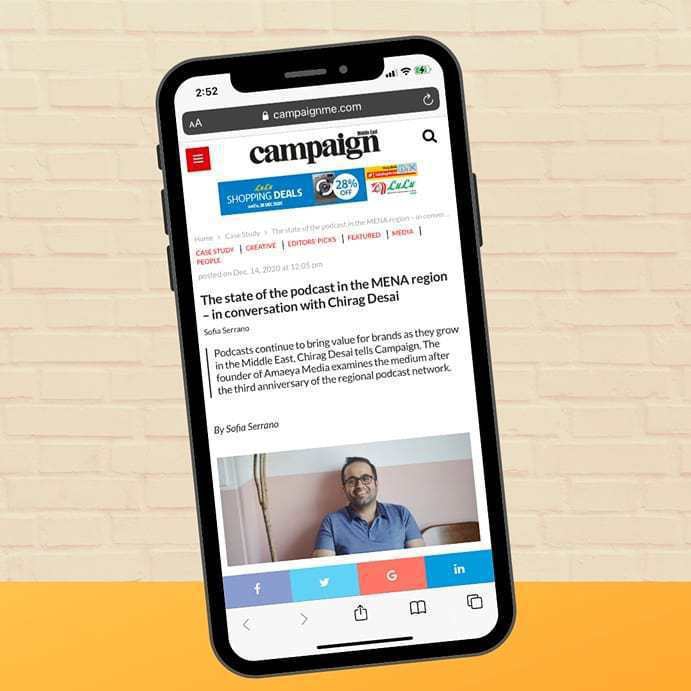 2:52
AA campaignme.com
Middle East
campaign
LuLu
SHOPPING DEALS
28%
OFF
LuLu
Home > Case Study > The state of the podcast in the MENA region – in conver...
CASE STUDY | CREATIVE | EDITORS' PICKS | FEATURED | MEDIA |
PEOPLE
posted on Dec. 14, 2020 at 12:05 pm
The state of the podcast in the MENA region
– in conversation with Chirag Desai
Sofia Serrano
Podcasts continue to bring value for brands as they grow
in the Middle East, Chirag Desai tells Campaign. The
founder of Amaeya Media examines the medium after
the third anniversary of the regional podcast network.
By Sofia Serrano
f
G
in